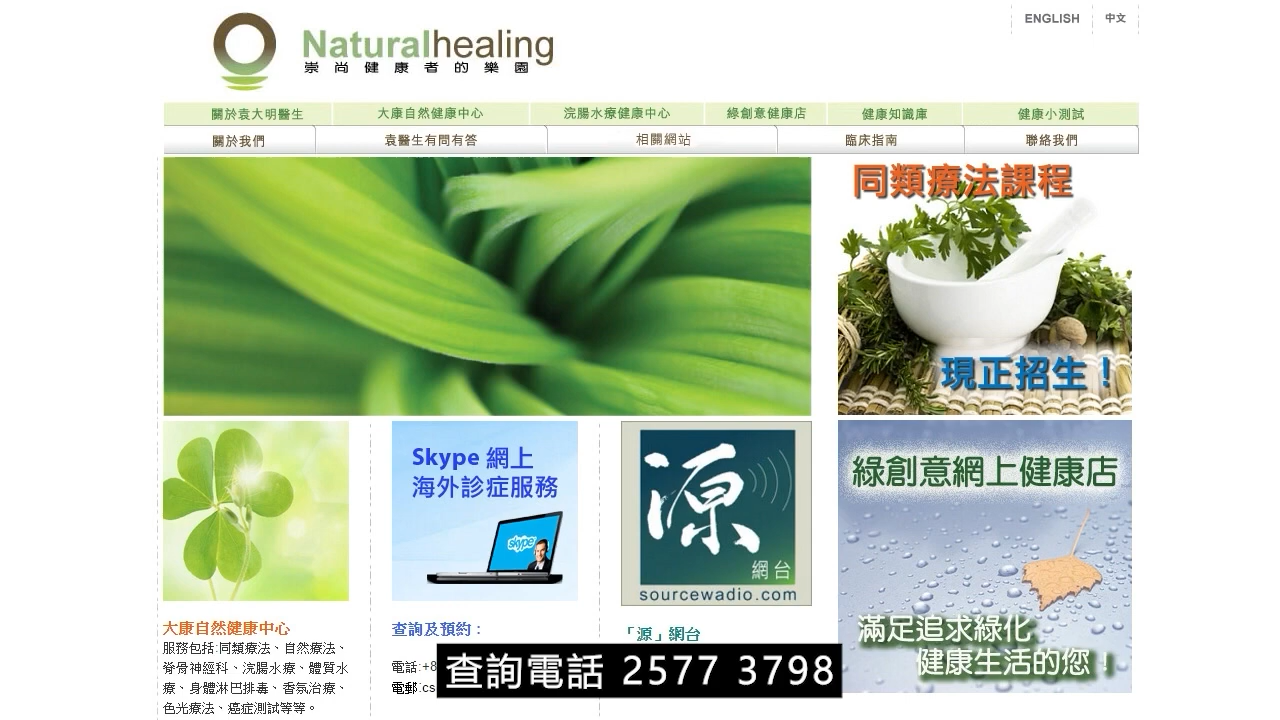 ENGLISH
中文
Naturalhealing
崇尚健康者的樂園
關於袁大明醫生
大康自然健康中心
浣腸水療健康中心
綠創意健康店
健康知識庫
健康小測試
關於我們
袁醫生有問有答
相關網站
臨床指南
聯絡我們
同類療法課程
現正招生！
Skype 網上
海外診症服務
skype
源
網台
sourcewadio.com
綠創意網上健康店
滿足追求綠化
健康生活的您！
大康自然健康中心
服務包括:同類療法、自然療法、
脊骨神經科、浣腸水療、體質水
療、身體淋巴排毒、香氛治療、
色光療法、癌症測試等等。
查詢及預約：
電話:+8
電郵:cs
「源」網台
查詢電話 2577 3798